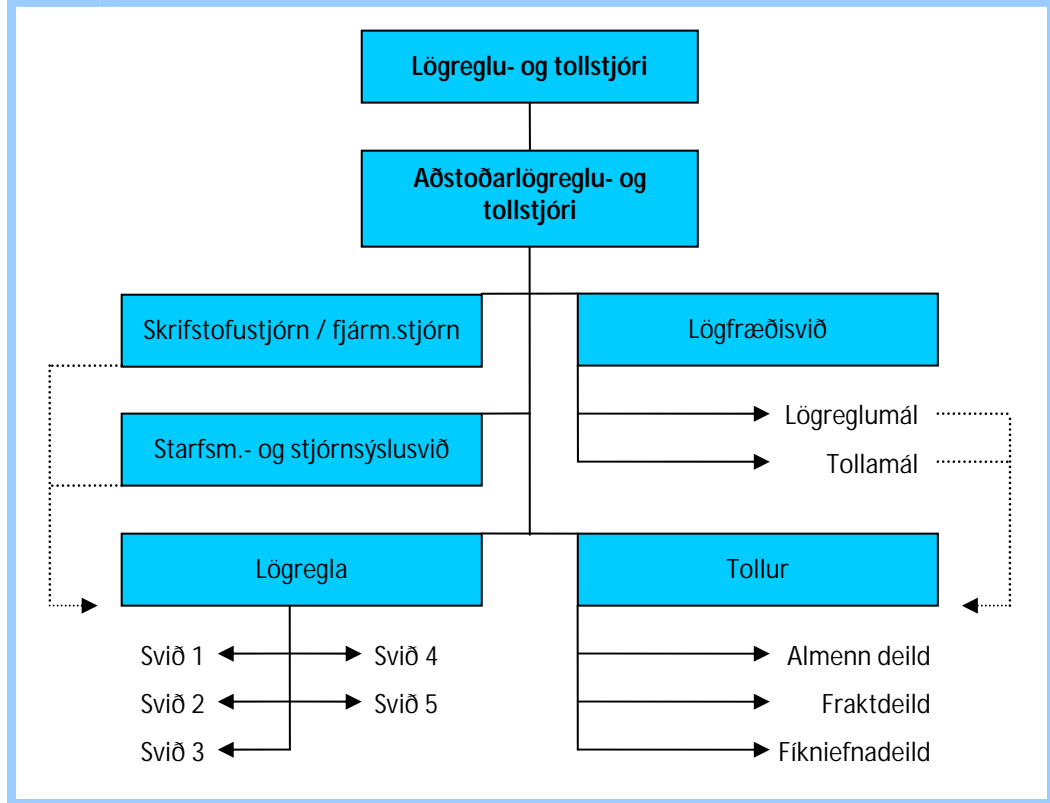 Lögreglu- og tollstjóri
Aðstoðarlögreglu- og
tollstjóri
Skrifstofustjórn / fjárm.stjórn
Lögfræðisvið
Lögreglumál
Starfsm.- og stjórnsýslusvið
Tollamál
Lögregla
Tollur
Svið 1
Svið 4
Almenn deild
Svið 2
Svið 5
Fraktdeild
Svið 3
Fíkniefnadeild